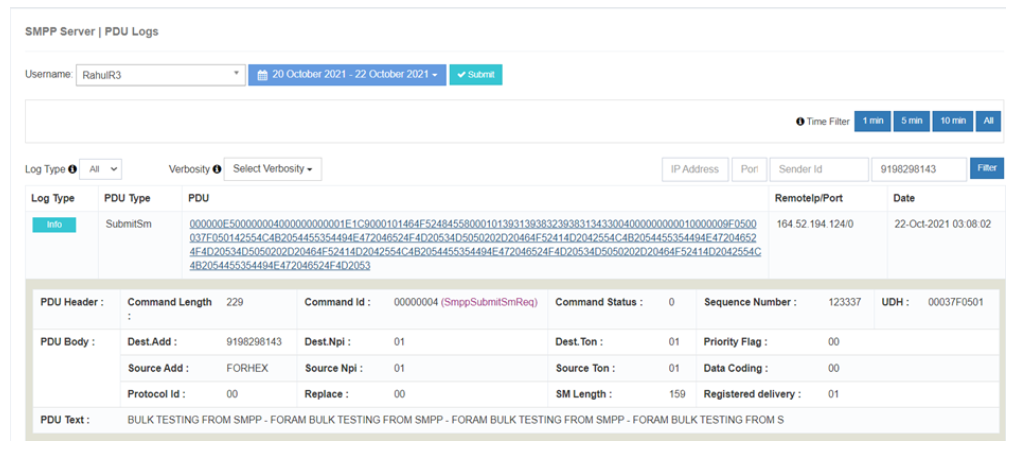 SMPP Server | PDU Logs
Username: RahulR3 20 October 2021 - 22 October 2021 Submit
Time Filter 1 min 5 min 10 min All
Log Type All Verbosity Select Verbosity IP Address Port Sender Id 9198298143 Filter
Log Type PDU Type PDU RemoteIp/Port Date
Info SubmitSm 000000E500000004000000000001E1C9000101464F5248455800010139313938323938313433004000000000010000009F0500 164.52.194.124/0 22-Oct-2021 03:08:02
037F050142554C4B2054455354494E472046524F4D20534D5050202D20464F52414D2042554C4B2054455354494E47204652
4F4D20534D5050202D20464F52414D2042554C4B2054455354494E472046524F4D20534D5050202D20464F52414D2042554C
4B2054455354494E472046524F4D2053
PDU Header : Command Length : 229 Command Id : 00000004 (SmppSubmitSmReq) Command Status : 0 Sequence Number : 123337 UDH : 00037F0501
PDU Body : Dest.Add : 9198298143 Dest.Npi : 01 Dest.Ton : 01 Priority Flag : 00
Source Add : FORHEX Source Npi : 01 Source Ton : 01 Data Coding : 00
Protocol Id : 00 Replace : 00 SM Length : 159 Registered delivery : 01
PDU Text : BULK TESTING FROM SMPP - FORAM BULK TESTING FROM SMPP - FORAM BULK TESTING FROM SMPP - FORAM BULK TESTING FROM S